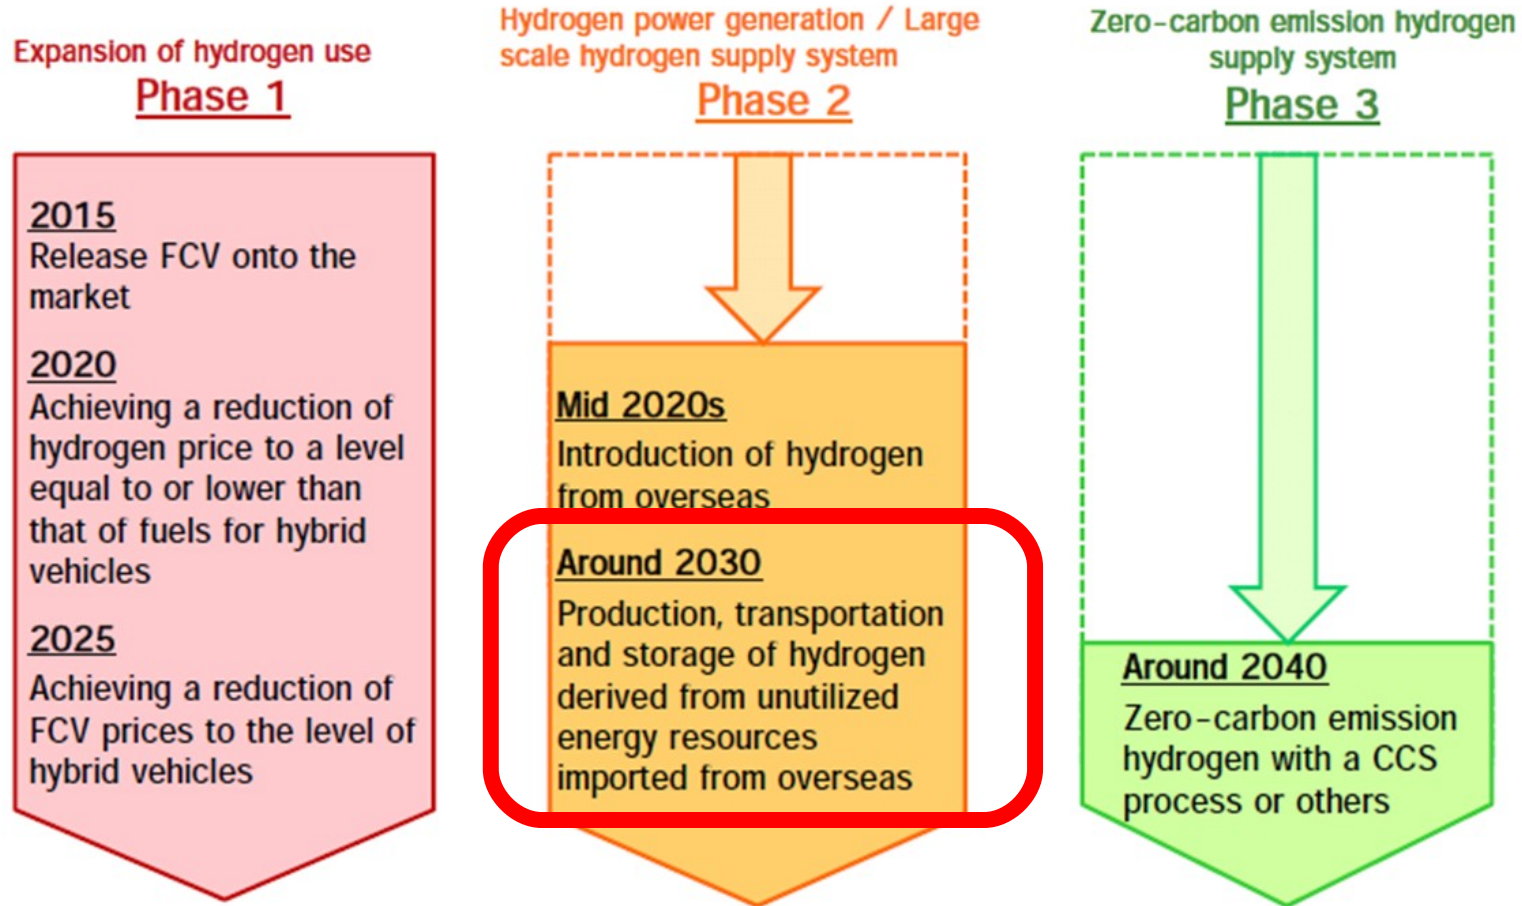 Expansion of hydrogen use
Phase 1
2015
Release FCV onto the
market
2020
Achieving a reduction of
hydrogen price to a level
equal to or lower than
that of fuels for hybrid
vehicles
2025
Achieving a reduction of
FCV prices to the level of
hybrid vehicles
Hydrogen power generation / Large
scale hydrogen supply system
Phase 2
Mid 2020s
Introduction of hydrogen
from overseas
Around 2030
Production, transportation
and storage of hydrogen
derived from unutilized
energy resources
imported from overseas
Zero-carbon emission hydrogen
supply system
Phase 3
Around 2040
Zero-carbon emission
hydrogen with a CCS
process or others